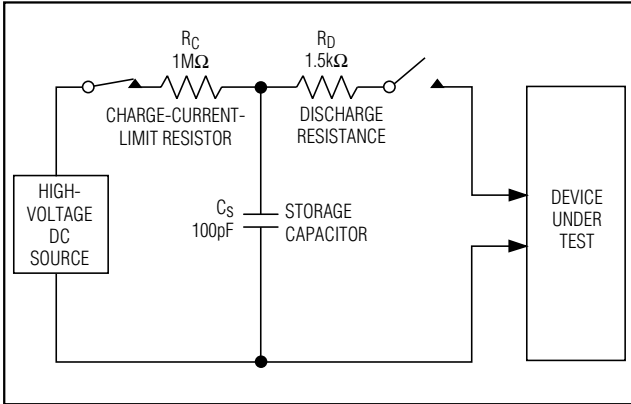 R_C
1MΩ
CHARGE-CURRENT-
LIMIT RESISTOR
R_D
1.5kΩ
DISCHARGE
RESISTANCE
HIGH-
VOLTAGE
DC
SOURCE
C_S
100pF
STORAGE
CAPACITOR
DEVICE
UNDER
TEST